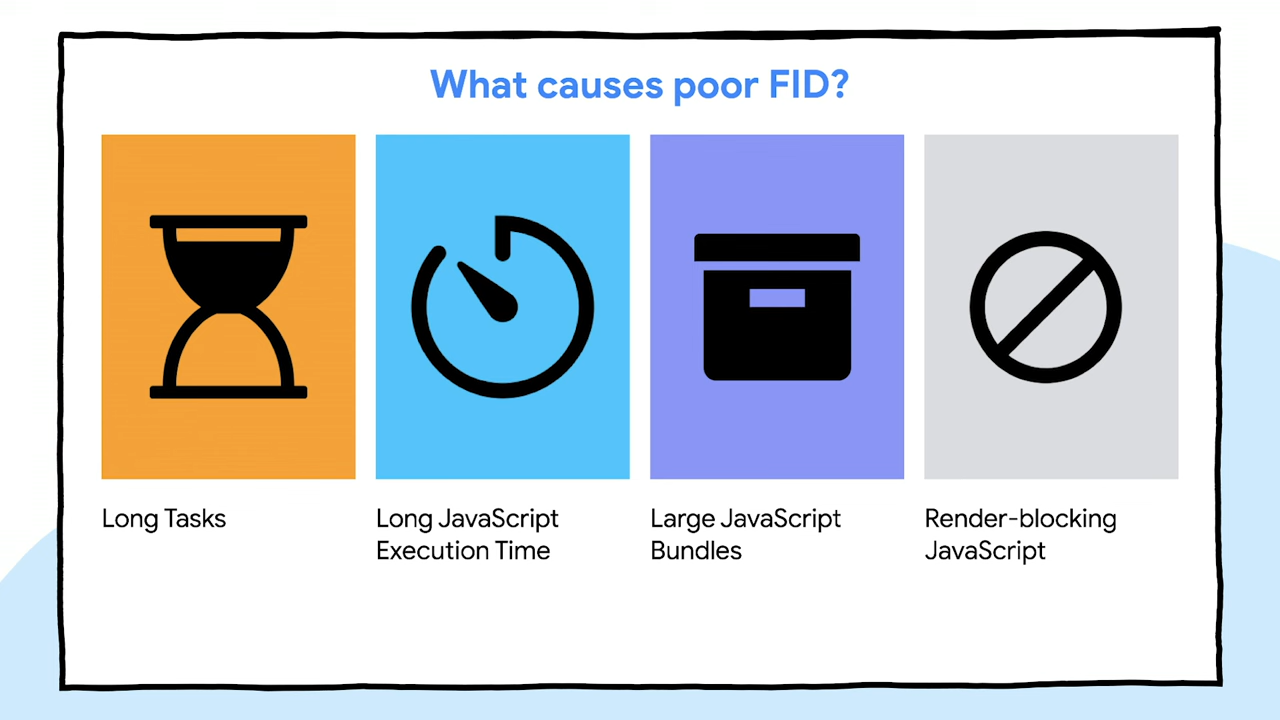 What causes poor FID?
Long Tasks
Long JavaScript
Execution Time
Large JavaScript
Bundles
Render-blocking
JavaScript